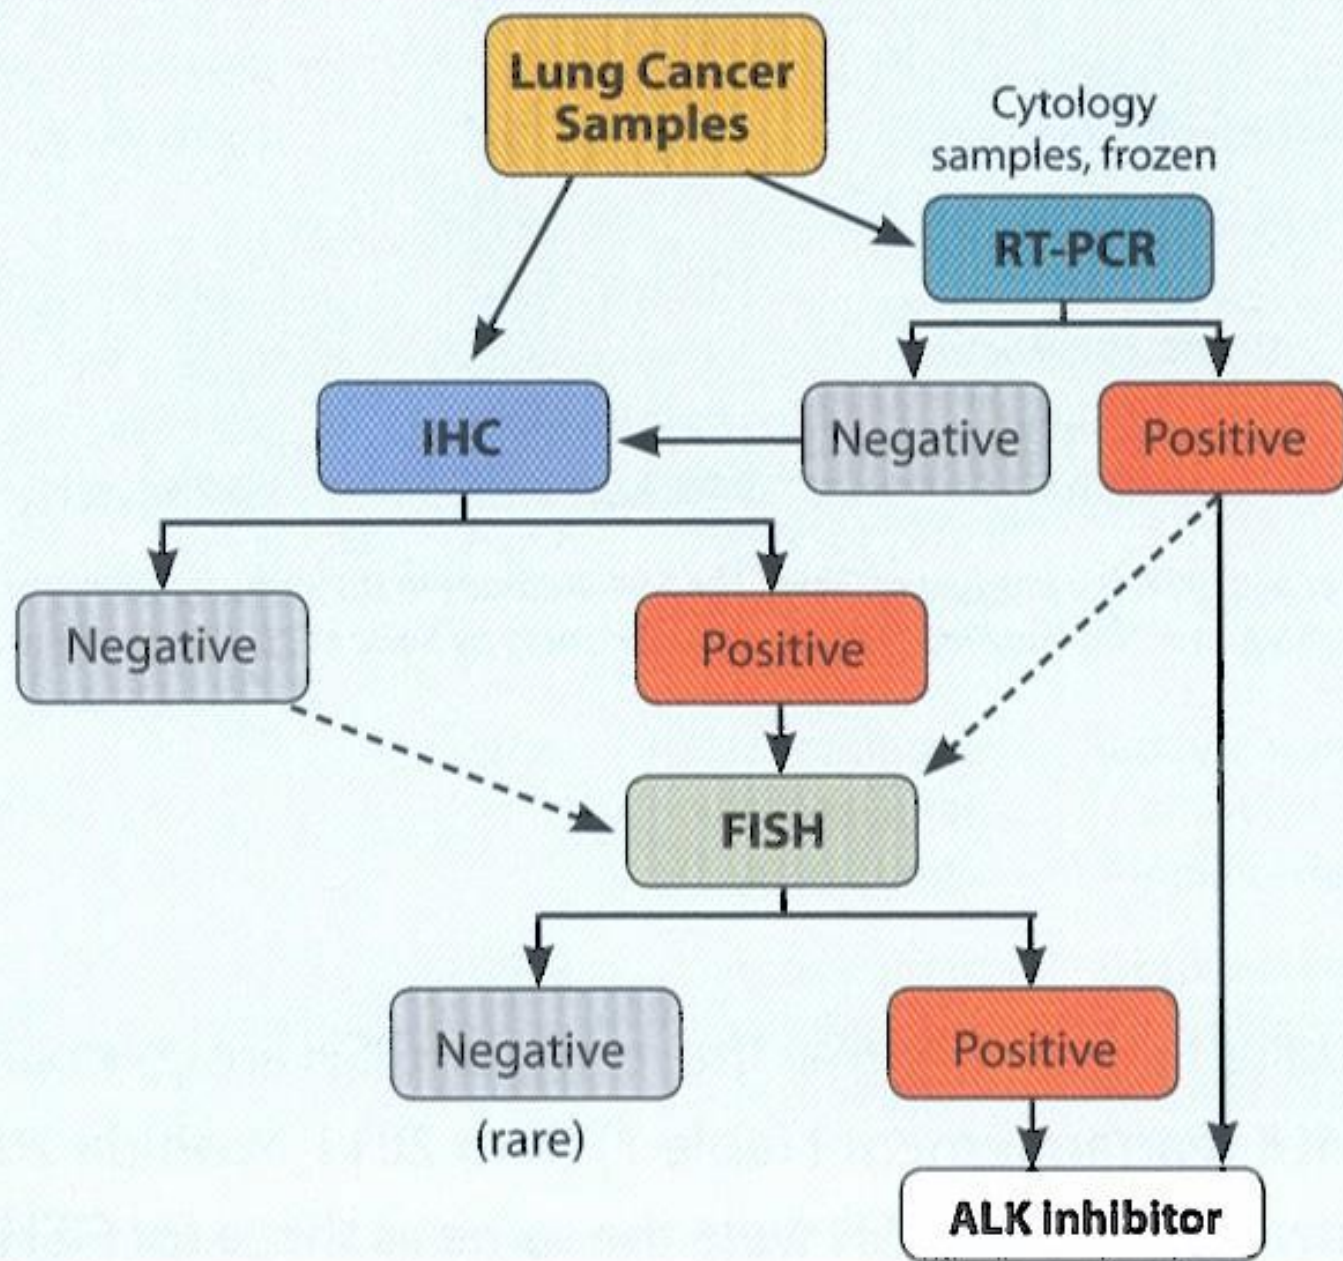 Lung Cancer
Samples
Cytology
samples, frozen
RT-PCR
IHC
Negative
Positive
Negative
Positive
FISH
Negative
(rare)
Positive
ALK inhibitor